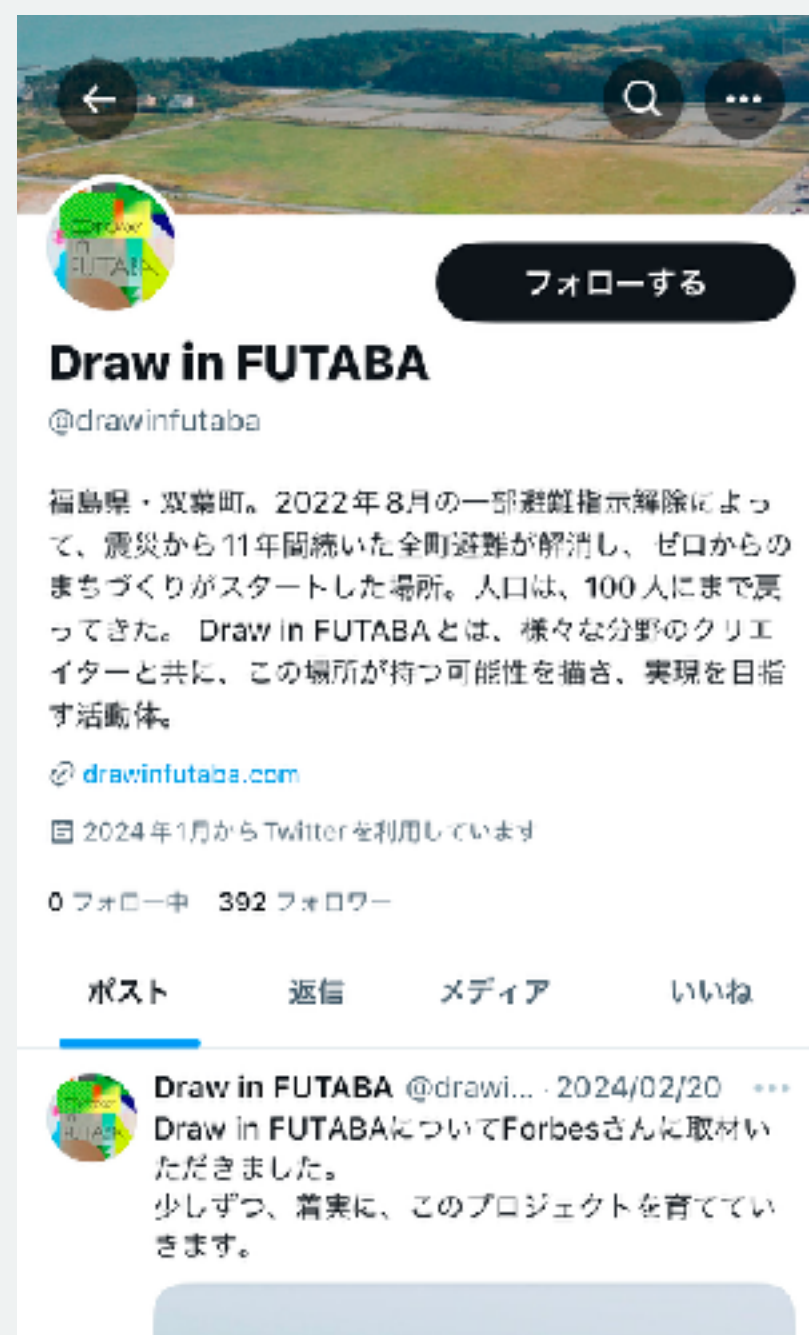 Draw
in
FUTABA
フォローする
Draw in FUTABA
@drawinfutaba
福島県・双葉町。2022年8月の一部避難指示解除によっ
て、震災から11年間続いた全町避難が解消し、ゼロからの
まちづくりがスタートした場所。人口は、100人にまで戻
ってきた。 Draw in FUTABAとは、様々な分野のクリエ
イターと共に、この場所が持つ可能性を描き、実現を目指
す活動体。
drawinfutaba.com
2024年1月からTwitterを利用しています
0 フォロー中 392 フォロワー
ポスト 返信 メディア いいね
Draw in FUTABA @drawi... · 2024/02/20
Draw in FUTABAについてForbesさんに取材い
ただきました。
少しずつ、着実に、このプロジェクトを育ててい
きます。